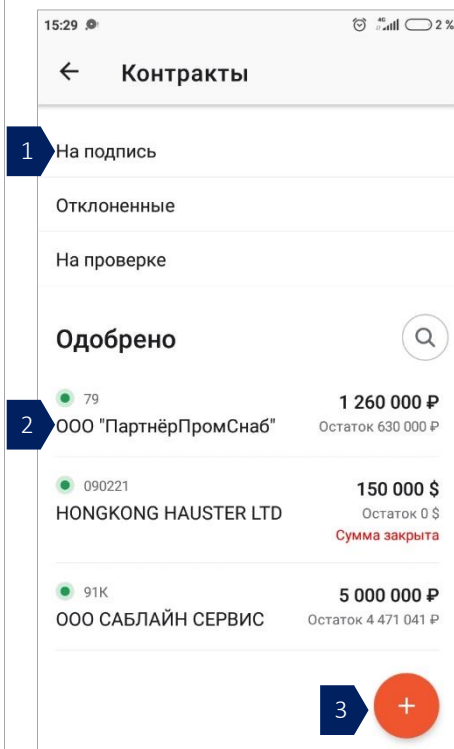 15:29 4G 2 %
Контракты
1 На подпись
Отклоненные
На проверке
Одобрено
79 1 260 000 ₽
2 ООО "ПартнёрПромСнаб" Остаток 630 000 ₽
090221 150 000 $
HONGKONG HAUSTER LTD Остаток 0 $
Сумма закрыта
91К 5 000 000 ₽
ООО САБЛАЙН СЕРВИС Остаток 4 471 041 ₽
3 +